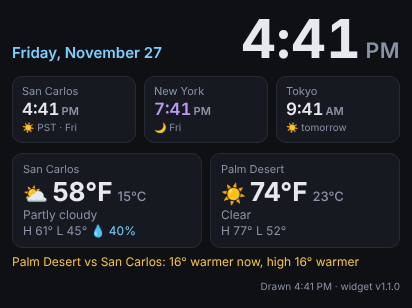 Friday, November 27
4:41 PM
San Carlos
4:41 PM
PST · Fri
New York
7:41 PM
Fri
Tokyo
9:41 AM
tomorrow
San Carlos
58°F 15°C
Partly cloudy
H 61° L 45° 40%
Palm Desert
74°F 23°C
Clear
H 77° L 52°
Palm Desert vs San Carlos: 16° warmer now, high 16° warmer
Drawn 4:41 PM · widget v1.1.0